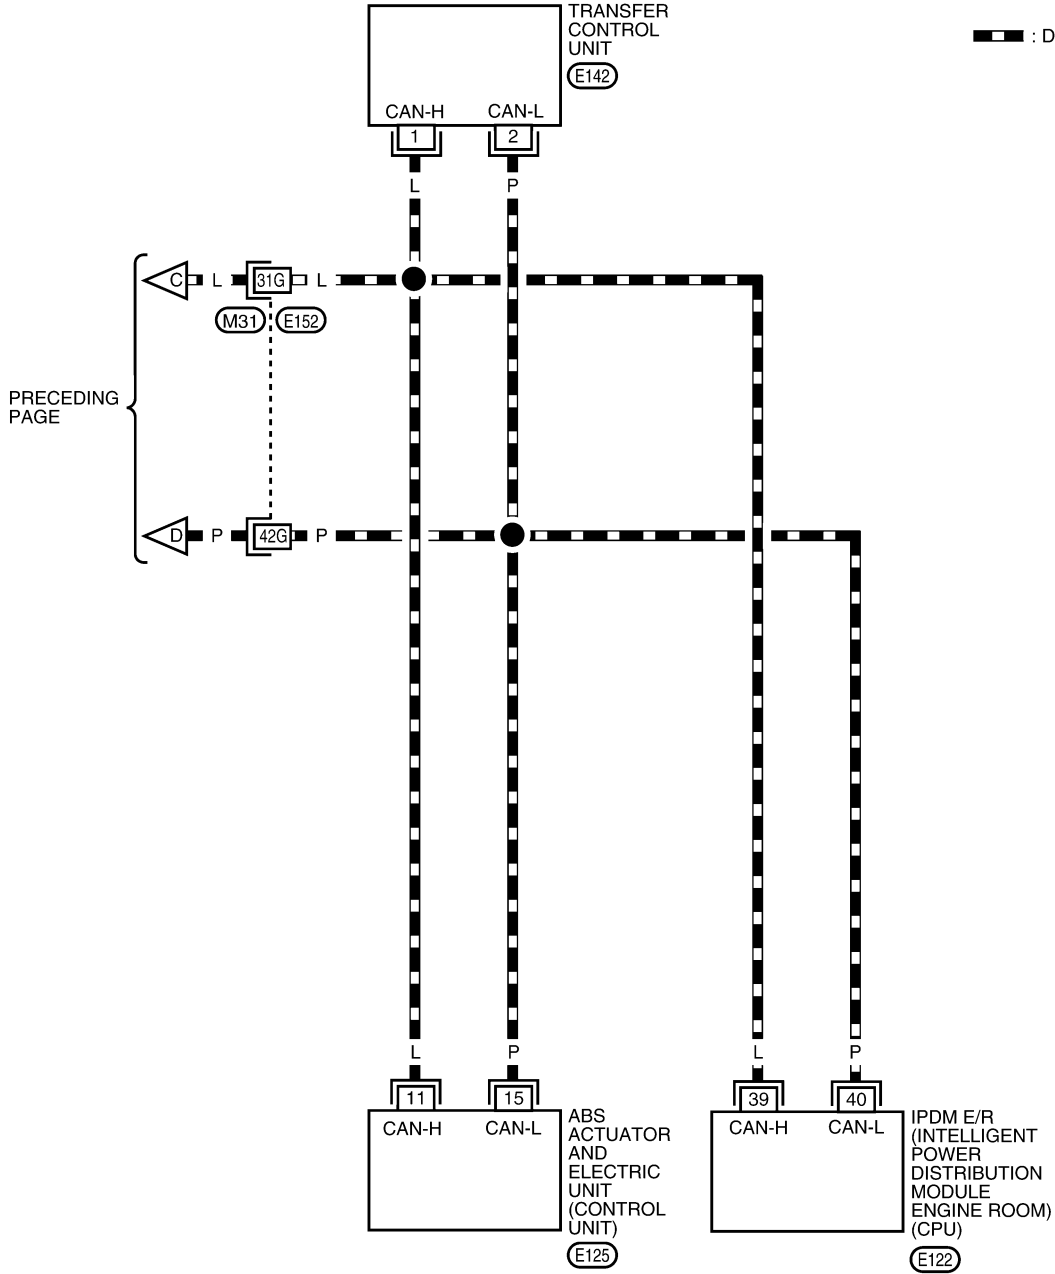 TRANSFER
CONTROL
UNIT
E142
: D
CAN-H
CAN-L
1
2
L
P
C
L
31G
L
M31
E152
PRECEDING
PAGE
D
P
42G
P
L
P
L
P
11
15
39
40
CAN-H
CAN-L
CAN-H
CAN-L
ABS
ACTUATOR
AND
ELECTRIC
UNIT
(CONTROL
UNIT)
E125
IPDM E/R
(INTELLIGENT
POWER
DISTRIBUTION
MODULE
ENGINE ROOM)
(CPU)
E122